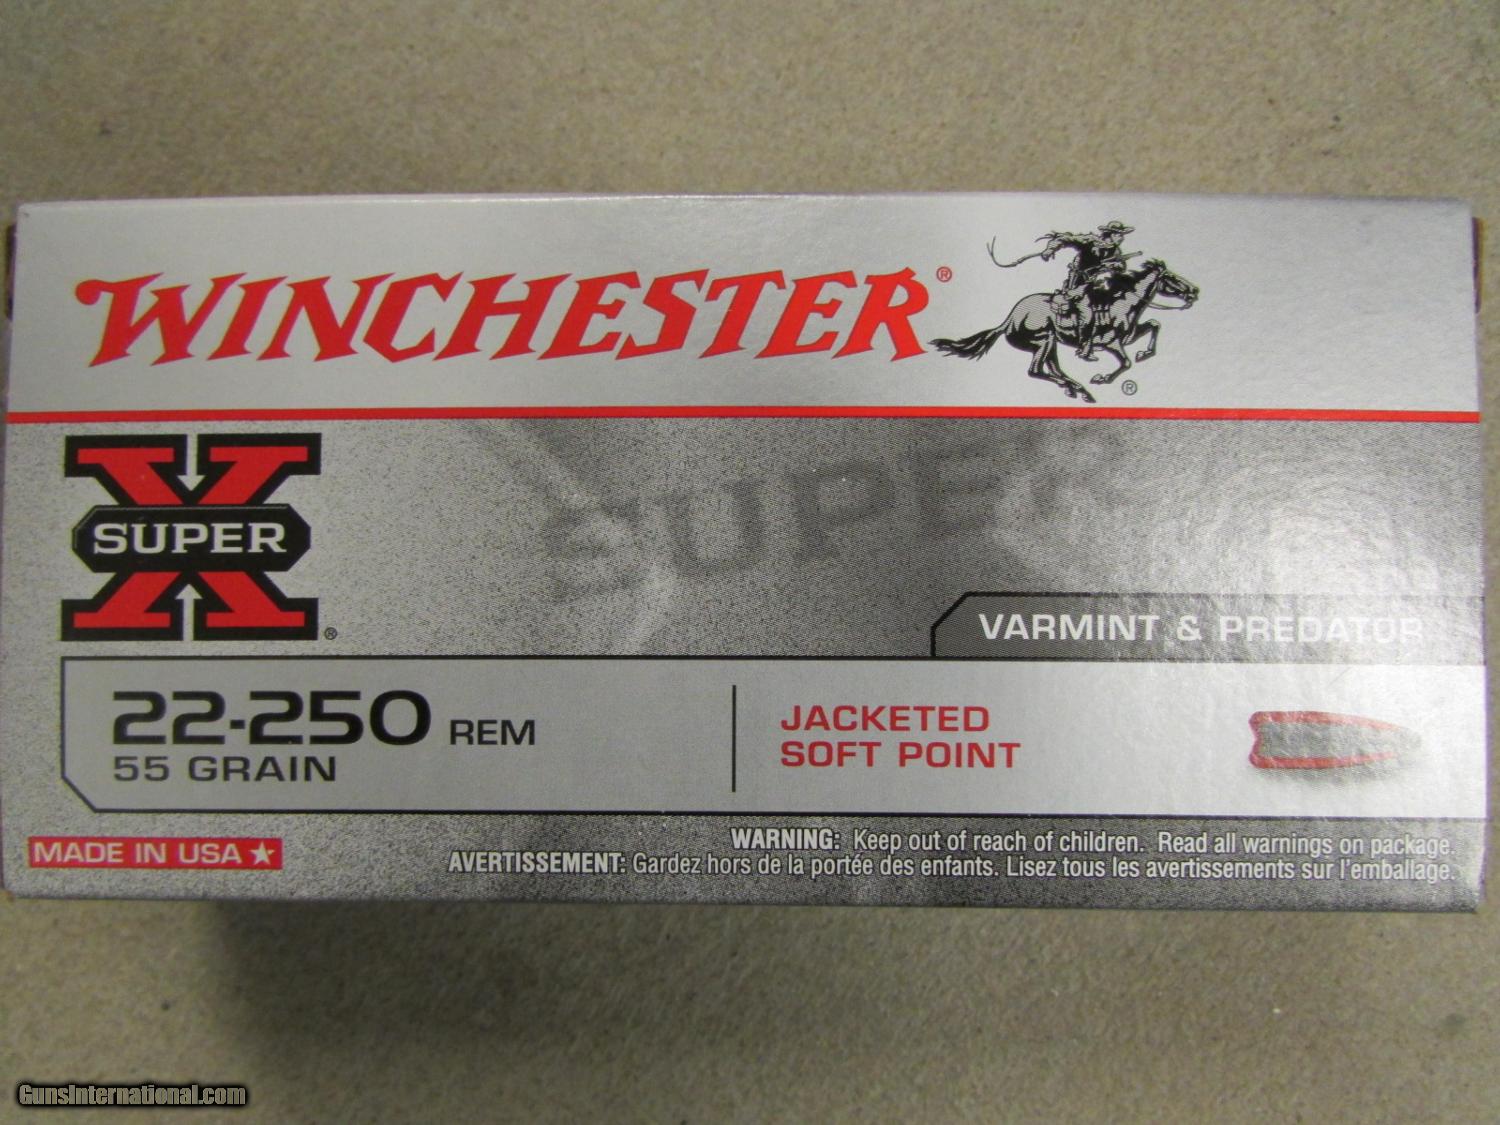 WINCHESTER®
®
SUPER
X
SUPER
®
VARMINT & PREDATOR
22-250 REM
55 GRAIN
JACKETED
SOFT POINT
MADE IN USA ★
WARNING: Keep out of reach of children. Read all warnings on package.
AVERTISSEMENT: Gardez hors de la portée des enfants. Lisez tous les avertissements sur l'emballage.
GunsInternational.com